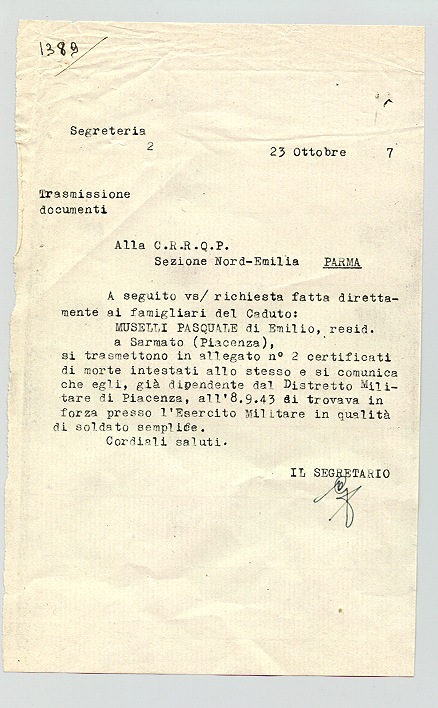 1389
Segreteria
2
23 Ottobre 7
Trasmissione
documenti
Alla C.R.R.Q.P.
Sezione Nord-Emilia PARMA
A seguito vs/ richiesta fatta diretta-
mente ai famigliari del Caduto:
MUSELLI PASQUALE di Emilio, resid.
a Sarmato (Piacenza),
si trasmettono in allegato n° 2 certificati
di morte intestati allo stesso e si comunica
che egli, già dipendente dal Distretto Mili-
tare di Piacenza, all'8.9.43 di trovava in
forza presso l'Esercito Militare in qualità
di soldato semplice.
Cordiali saluti.
IL SEGRETARIO